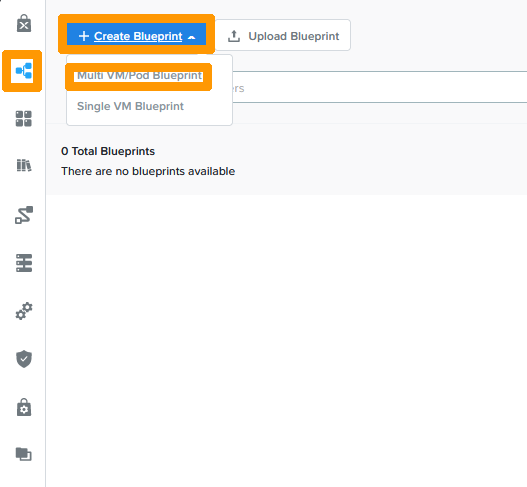 + Create Blueprint
Upload Blueprint
Multi VM/Pod Blueprint
Single VM Blueprint
0 Total Blueprints
There are no blueprints available